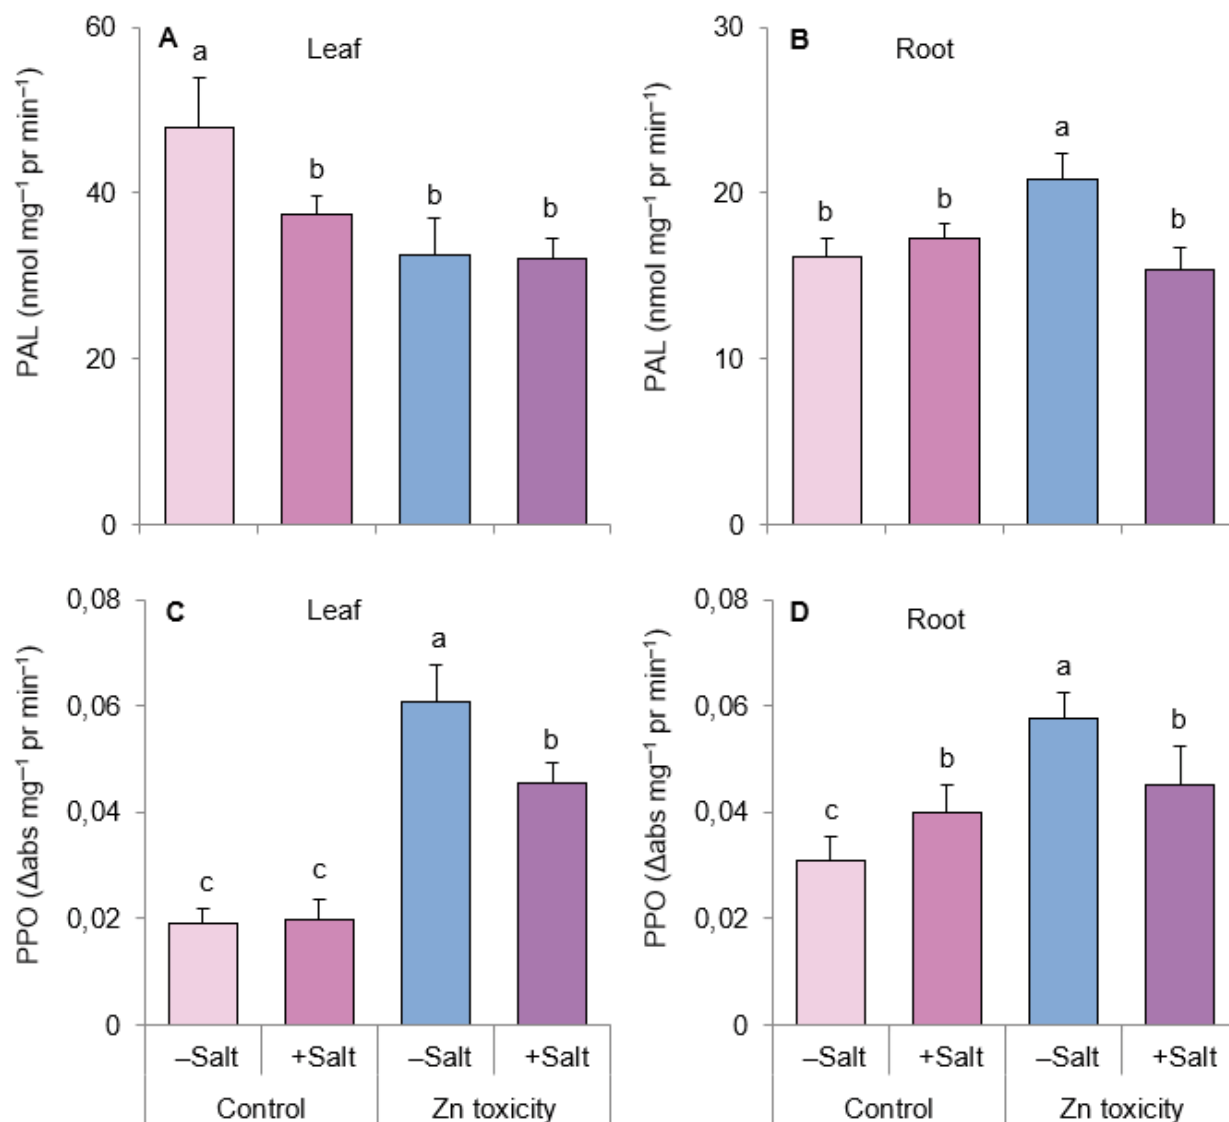 A
Leaf
PAL (nmol mg⁻¹ pr min⁻¹)
60
40
20
0
a
b
b
b
B
Root
PAL (nmol mg⁻¹ pr min⁻¹)
30
20
10
0
b
b
a
b
C
Leaf
PPO (Δabs mg⁻¹ pr min⁻¹)
0,08
0,06
0,04
0,02
0
c
c
a
b
–Salt +Salt –Salt +Salt
Control Zn toxicity
D
Root
PPO (Δabs mg⁻¹ pr min⁻¹)
0,08
0,06
0,04
0,02
0
c
b
a
b
–Salt +Salt –Salt +Salt
Control Zn toxicity